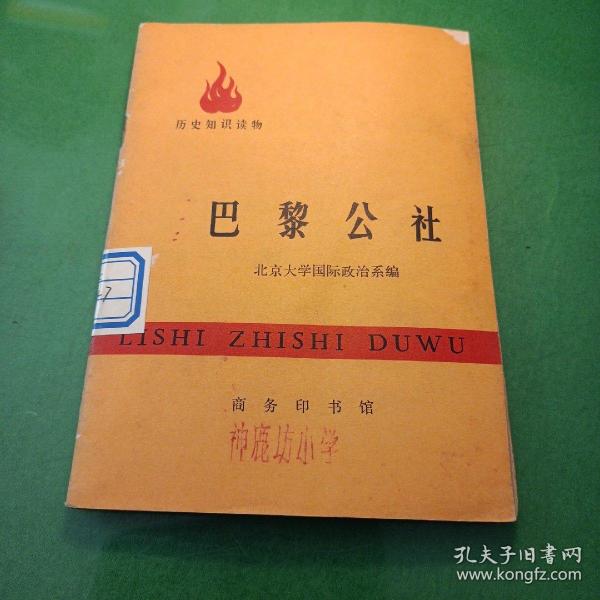 历史知识读物
巴黎公社
北京大学国际政治系编
LISHI ZHISHI DUWU
商务印书馆
神鹿坊小学
孔夫子旧书网
www.kongfz.com